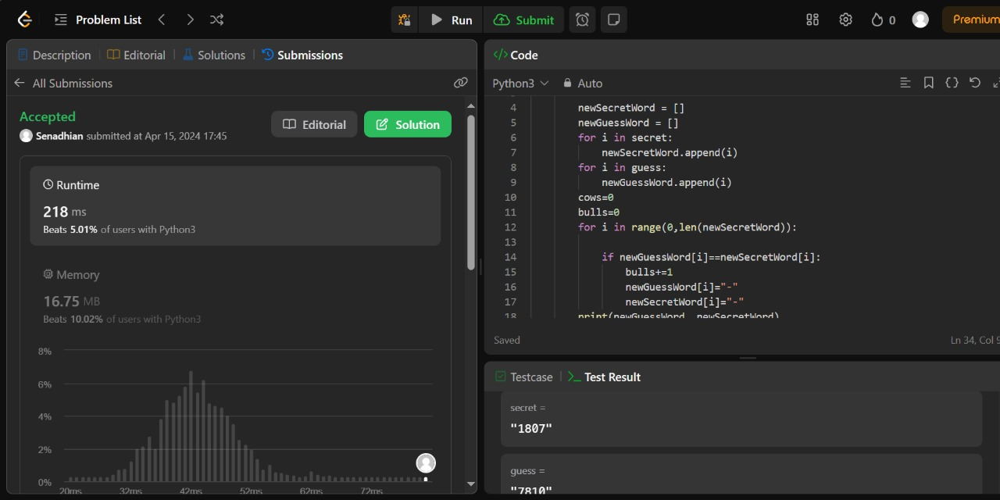 Problem List
Run
Submit
0
Premium
Description
Editorial
Solutions
Submissions
All Submissions
Accepted
Senadhian submitted at Apr 15, 2024 17:45
Editorial
Solution
Runtime
218 ms
Beats 5.01% of users with Python3
Memory
16.75 MB
Beats 10.02% of users with Python3
8%
6%
4%
2%
0%
20ms 32ms 42ms 52ms 62ms 72ms
</> Code
Python3
Auto
4 newSecretWord = []
5 newGuessWord = []
6 for i in secret:
7 newSecretWord.append(i)
8 for i in guess:
9 newGuessWord.append(i)
10 cows=0
11 bulls=0
12 for i in range(0,len(newSecretWord)):
13
14 if newGuessWord[i]==newSecretWord[i]:
15 bulls+=1
16 newGuessWord[i]="-"
17 newSecretWord[i]="-"
18 print(newGuessWord, newSecretWord)
Saved
Ln 34, Col 9
Testcase
Test Result
secret =
"1807"
guess =
"7810"